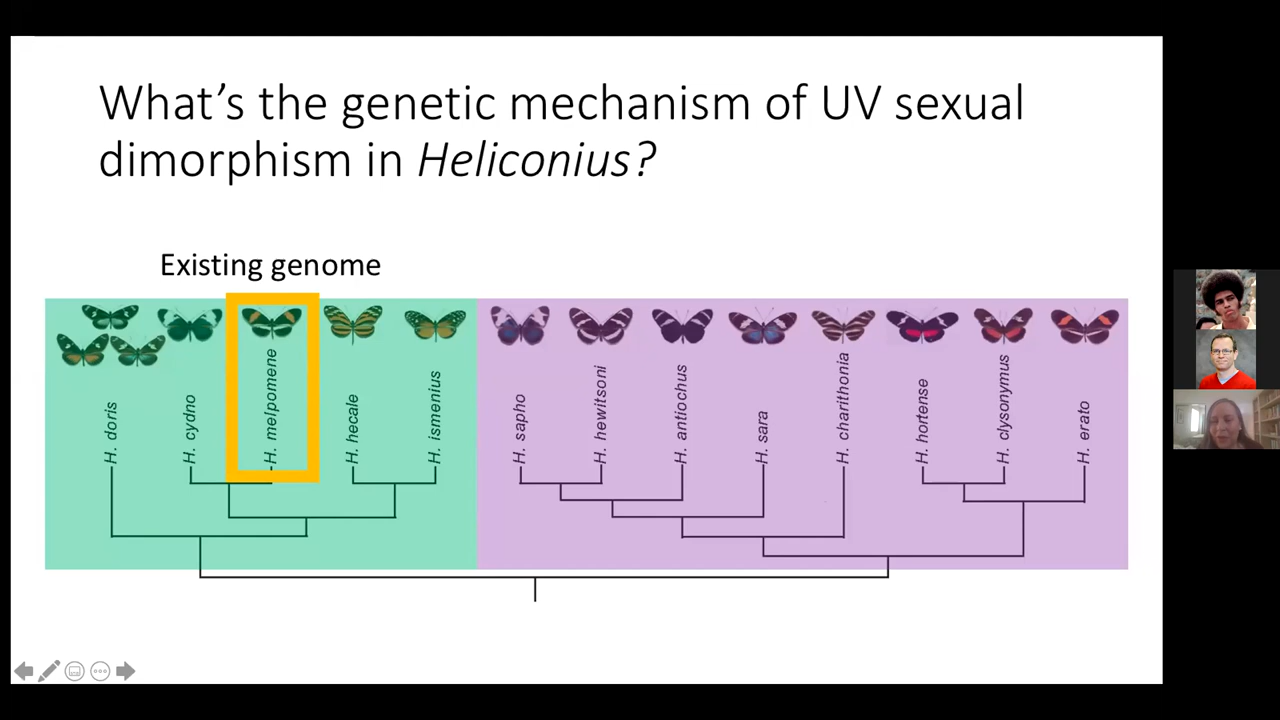 What's the genetic mechanism of UV sexual
dimorphism in Heliconius?
Existing genome
H. doris
H. cydno
H. melpomene
H. hecale
H. ismenius
H. sapho
H. hewitsoni
H. antiochus
H. sara
H. charithonia
H. hortense
H. clysonymus
H. erato